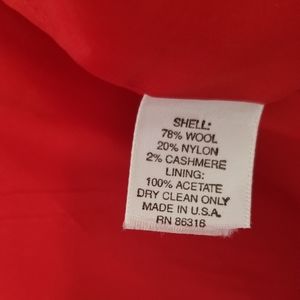 SHELL:
78% WOOL
20% NYLON
2% CASHMERE
LINING:
100% ACETATE
DRY CLEAN ONLY
MADE IN U.S.A.
RN 86316